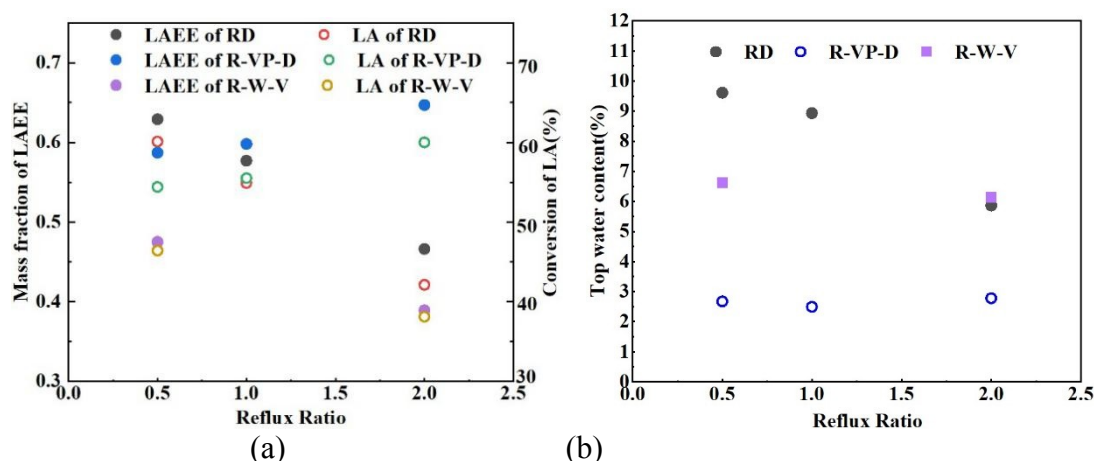 LAEE of RD LA of RD
LAEE of R-VP-D LA of R-VP-D
LAEE of R-W-V LA of R-W-V
0.7
0.6
0.5
0.4
0.3
Mass fraction of LAEE
70
60
50
40
30
Conversion of LA(%)
0.0 0.5 1.0 1.5 2.0 2.5
Reflux Ratio
(a)
RD R-VP-D R-W-V
12
11
10
9
8
7
6
5
4
3
2
1
0
Top water content(%)
0.0 0.5 1.0 1.5 2.0 2.5
Reflux Ratio
(b)